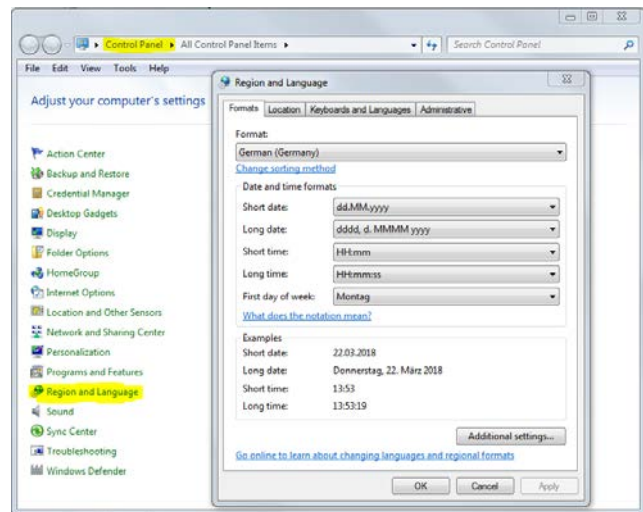 Control Panel
All Control Panel Items
Search Control Panel
File Edit View Tools Help
Adjust your computer's settings
Action Center
Backup and Restore
Credential Manager
Desktop Gadgets
Display
Folder Options
HomeGroup
Internet Options
Location and Other Sensors
Network and Sharing Center
Personalization
Programs and Features
Region and Language
Sound
Sync Center
Troubleshooting
Windows Defender
Region and Language
Formats Location Keyboards and Languages Administrative
Format:
German (Germany)
Change sorting method
Date and time formats
Short date: dd.MM.yyyy
Long date: dddd, d. MMMM yyyy
Short time: HH:mm
Long time: HH:mm:ss
First day of week: Montag
What does the notation mean?
Examples
Short date: 22.03.2018
Long date: Donnerstag, 22. März 2018
Short time: 13:53
Long time: 13:53:19
Additional settings...
Go online to learn about changing languages and regional formats
OK Cancel Apply